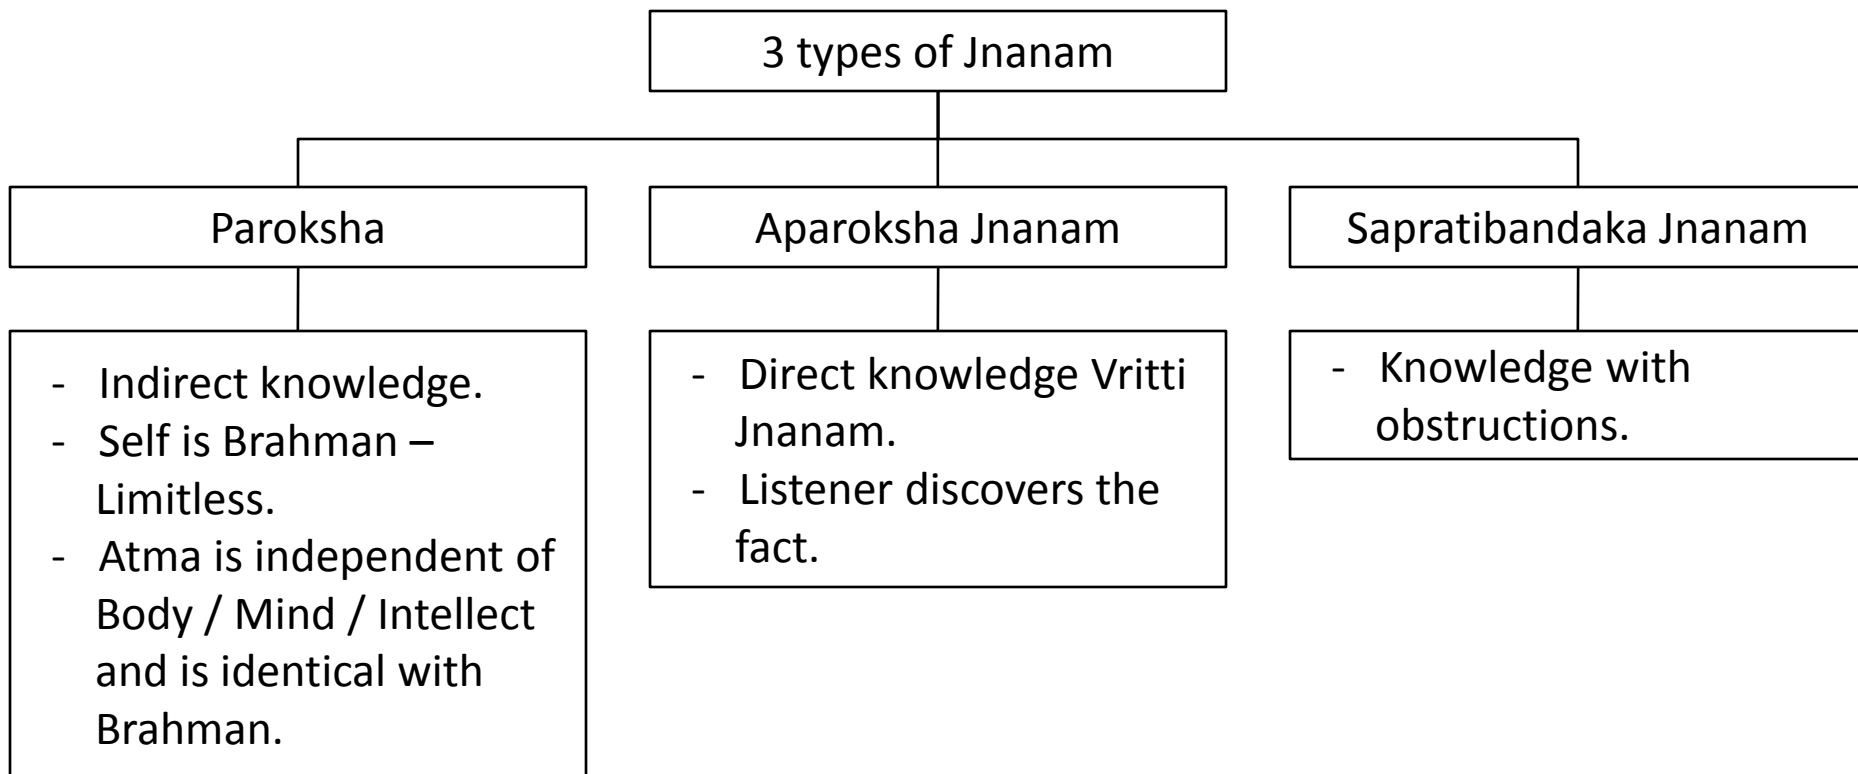 3 types of Jnanam
Paroksha
Aparoksha Jnanam
Sapratibandaka Jnanam
- Indirect knowledge.
- Self is Brahman –
Limitless.
- Atma is independent of
Body / Mind / Intellect
and is identical with
Brahman.
- Direct knowledge Vritti
Jnanam.
- Listener discovers the
fact.
- Knowledge with
obstructions.